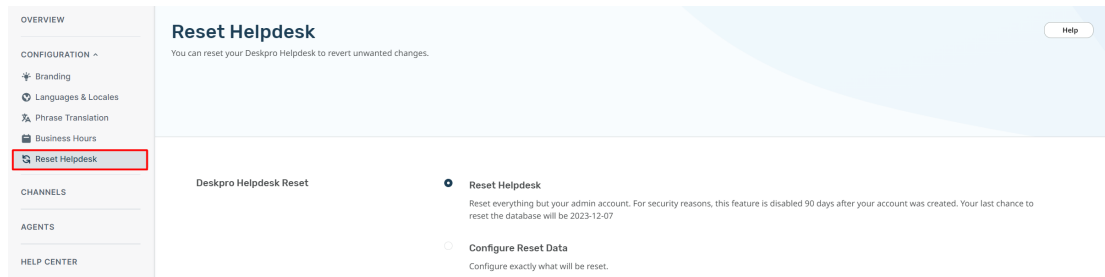 OVERVIEW
CONFIGURATION
Branding
Languages & Locales
Phrase Translation
Business Hours
Reset Helpdesk
CHANNELS
AGENTS
HELP CENTER
Reset Helpdesk
Help
You can reset your Deskpro Helpdesk to revert unwanted changes.
Deskpro Helpdesk Reset
Reset Helpdesk
Reset everything but your admin account. For security reasons, this feature is disabled 90 days after your account was created. Your last chance to
reset the database will be 2023-12-07
Configure Reset Data
Configure exactly what will be reset.